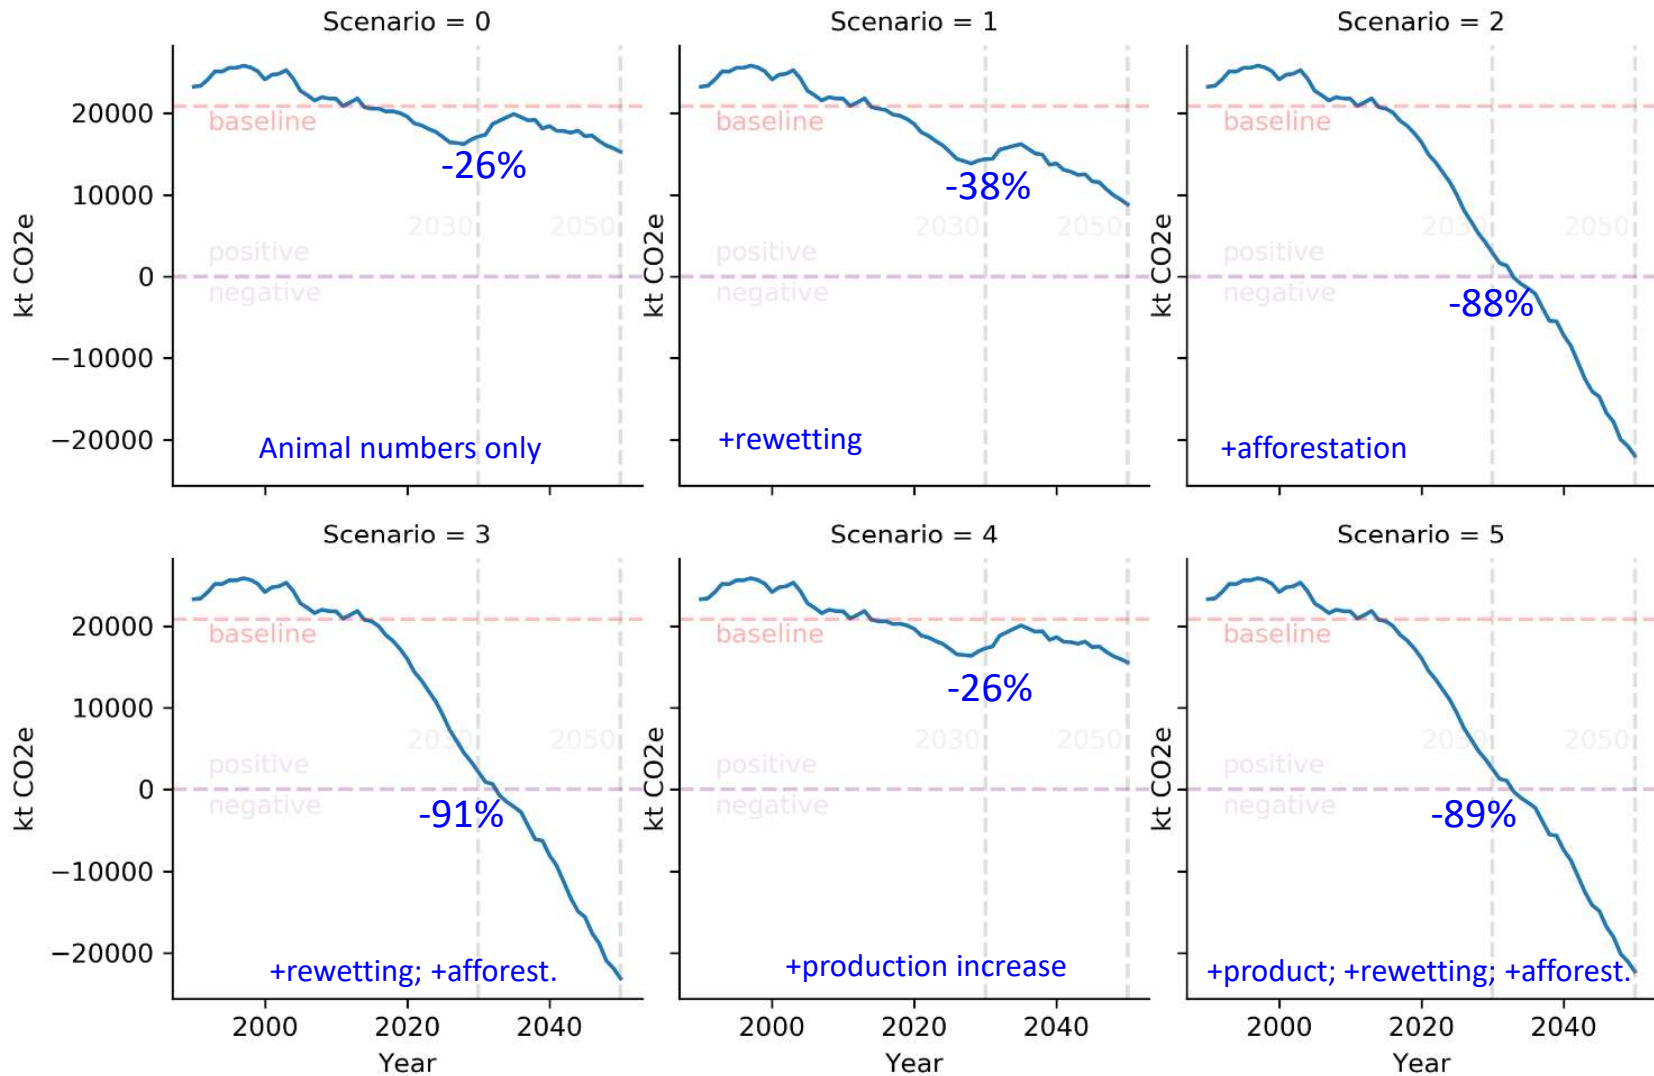 Scenario = 0
Scenario = 1
Scenario = 2
20000
10000
0
−10000
−20000
kt CO2e
baseline
-26%
2030
2050
positive
negative
Animal numbers only
kt CO2e
baseline
-38%
2030
2050
positive
negative
+rewetting
kt CO2e
baseline
2030
2050
positive
negative
-88%
+afforestation
Scenario = 3
Scenario = 4
Scenario = 5
20000
10000
0
−10000
−20000
kt CO2e
baseline
2030
2050
positive
negative
-91%
+rewetting; +afforest.
2000
2020
2040
Year
kt CO2e
baseline
-26%
2030
2050
positive
negative
+production increase
2000
2020
2040
Year
kt CO2e
baseline
2030
2050
positive
negative
-89%
+product; +rewetting; +afforest.
2000
2020
2040
Year